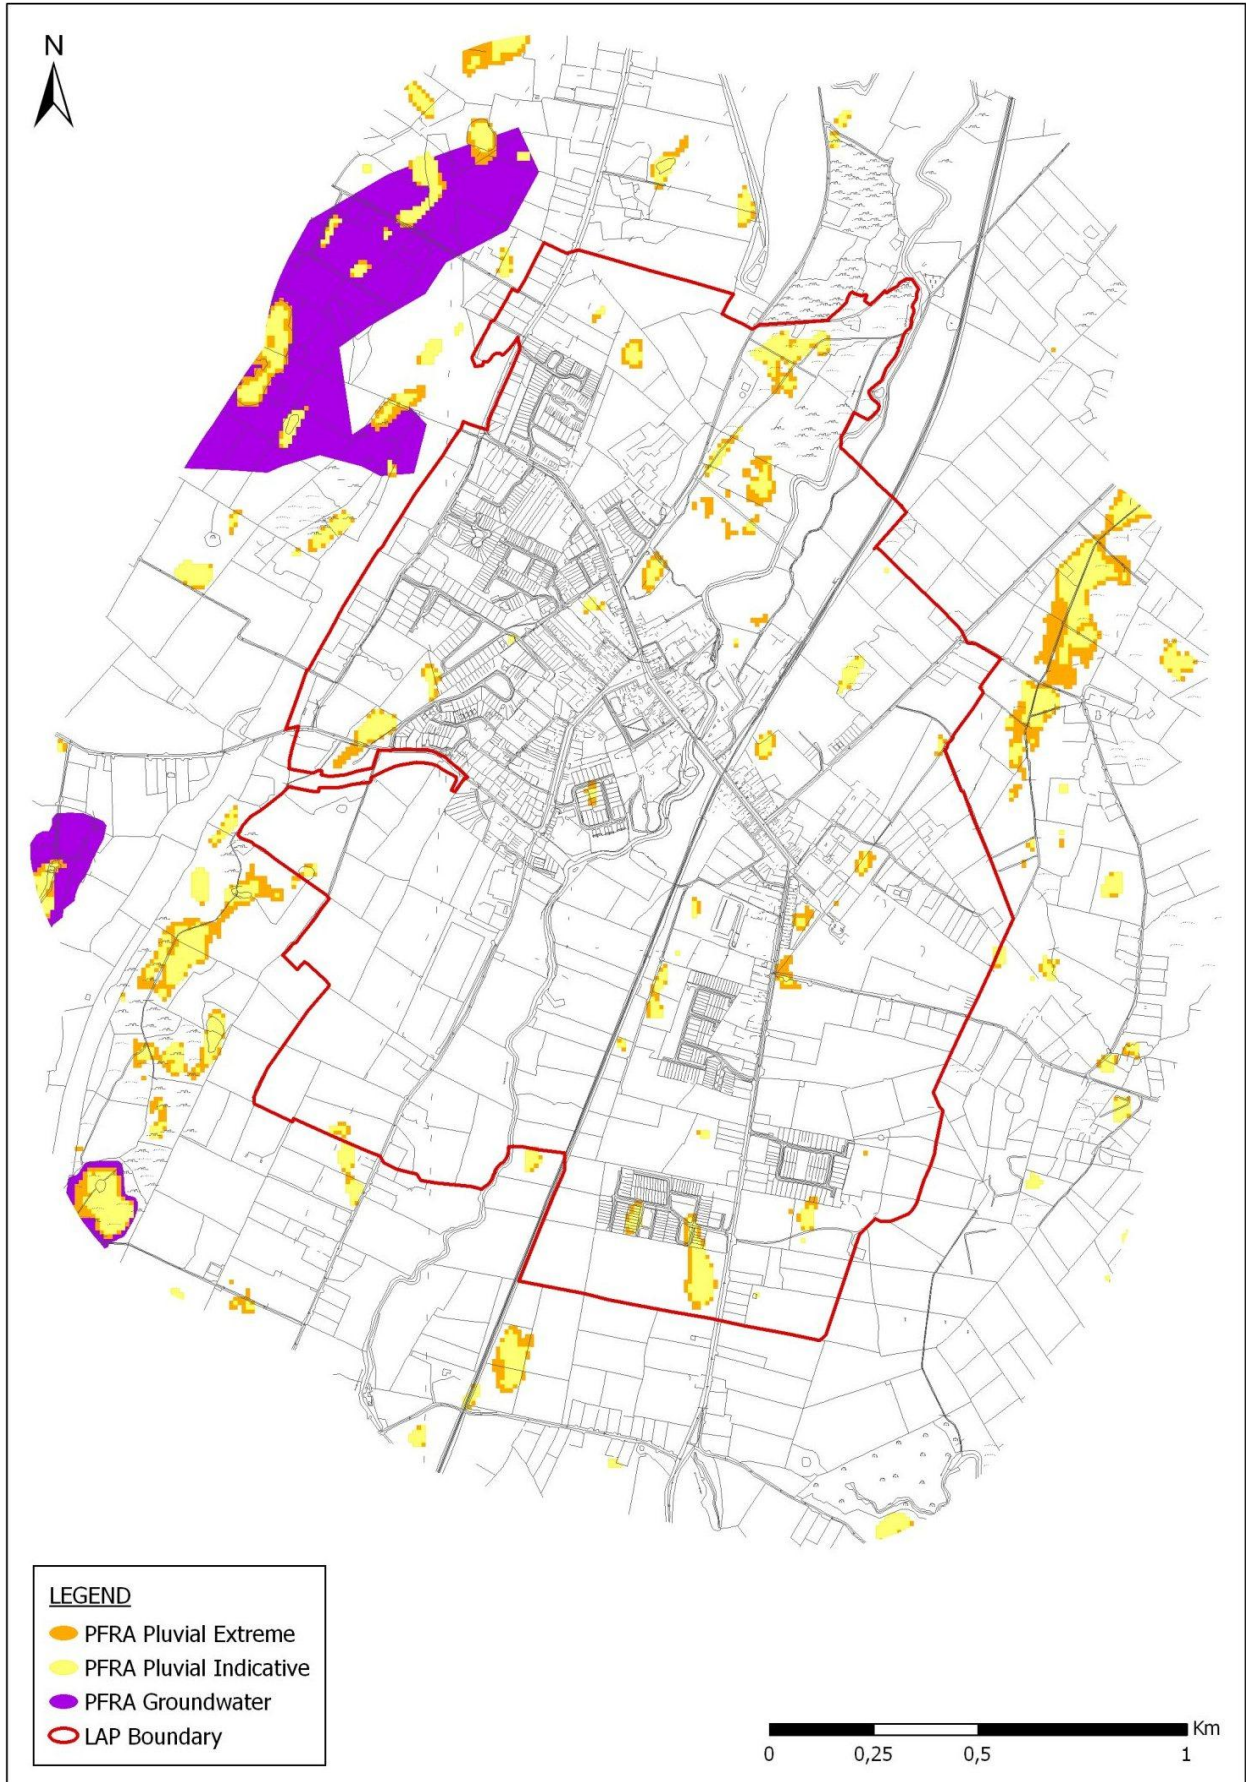 N
LEGEND
PFRA Pluvial Extreme
PFRA Pluvial Indicative
PFRA Groundwater
LAP Boundary
Km
0 0,25 0,5 1